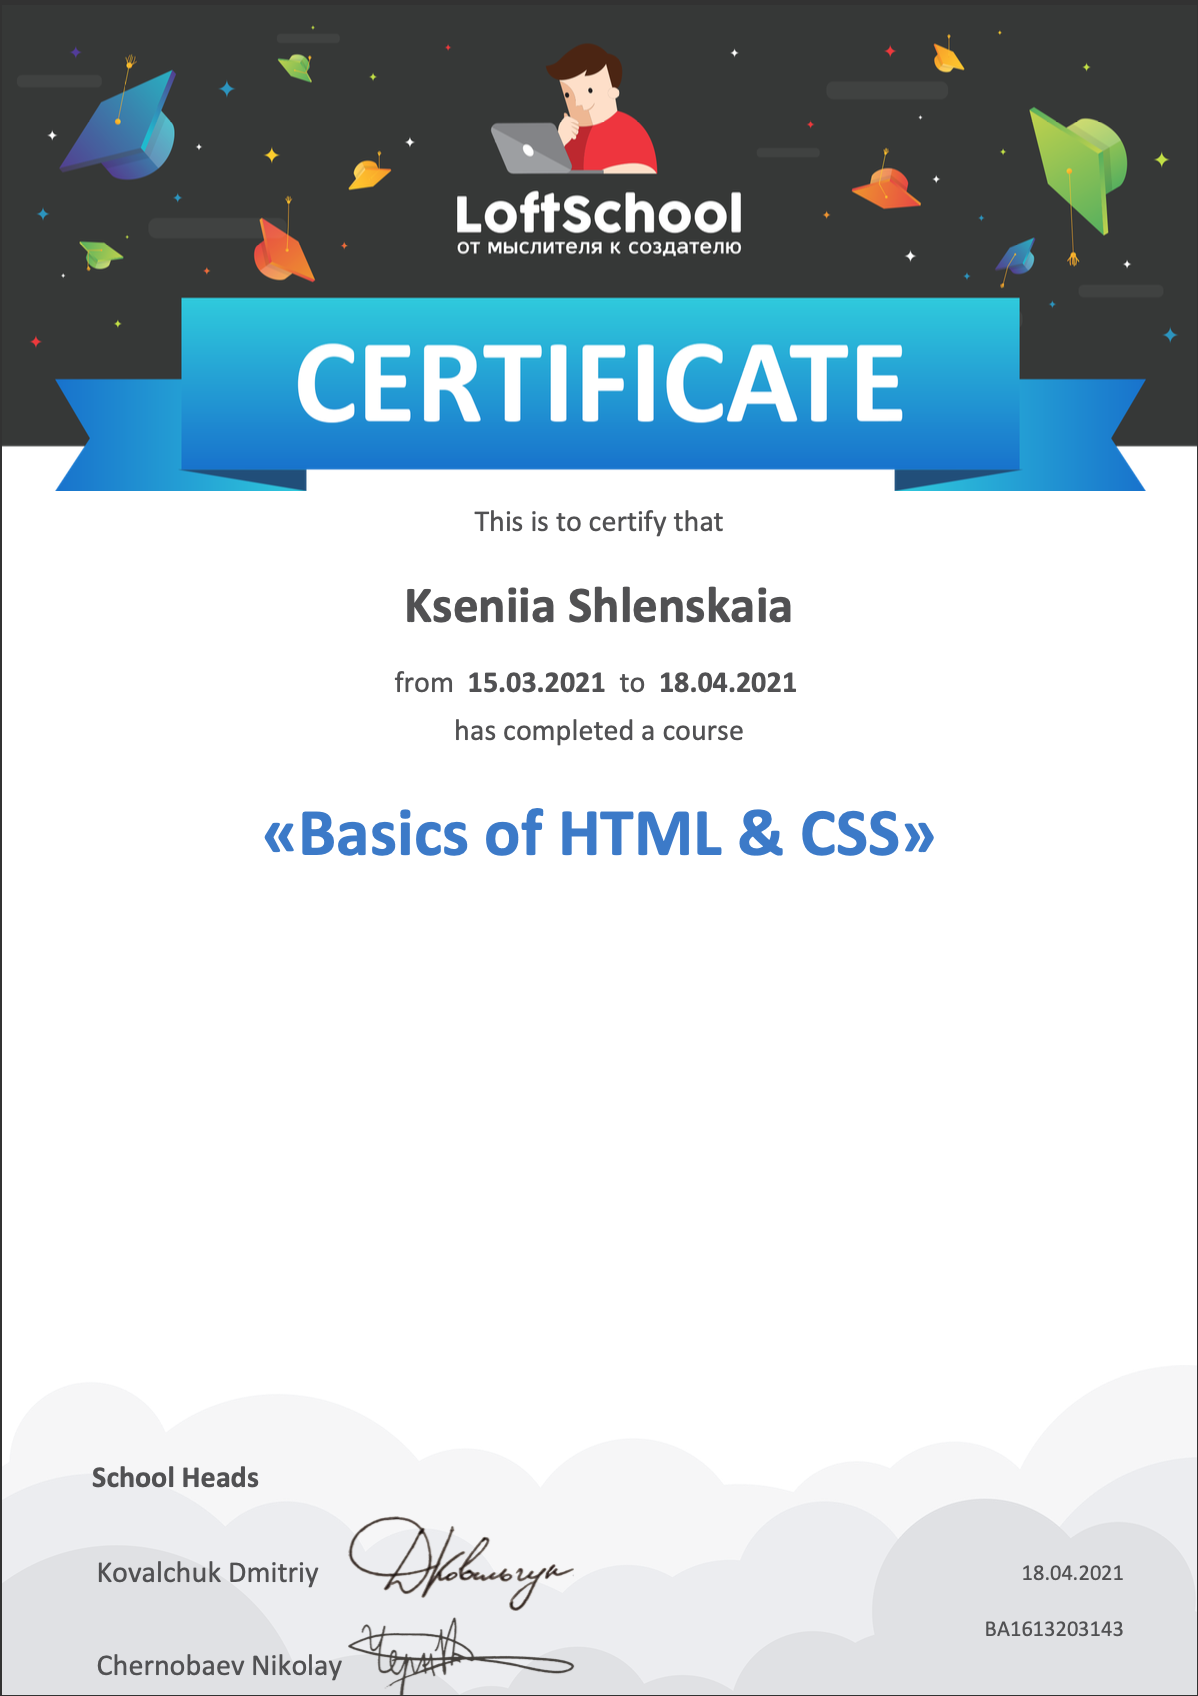 LoftSchool
от мыслителя к создателю
CERTIFICATE
This is to certify that
Kseniia Shlenskaia
from 15.03.2021 to 18.04.2021
has completed a course
«Basics of HTML & CSS»
School Heads
Kovalchuk Dmitriy
18.04.2021
BA1613203143
Chernobaev Nikolay